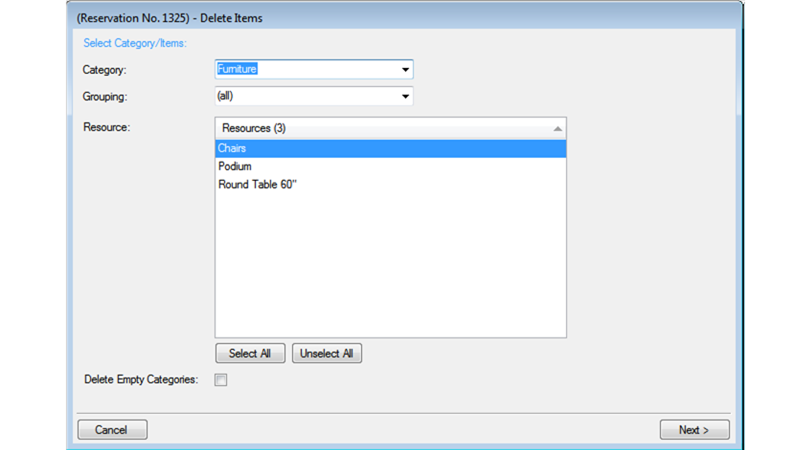 (Reservation No. 1325) - Delete Items
Select Category/Items:
Category: Furniture
Grouping: (all)
Resource: Resources (3)
Chairs
Podium
Round Table 60"
Select All Unselect All
Delete Empty Categories:
Cancel Next >